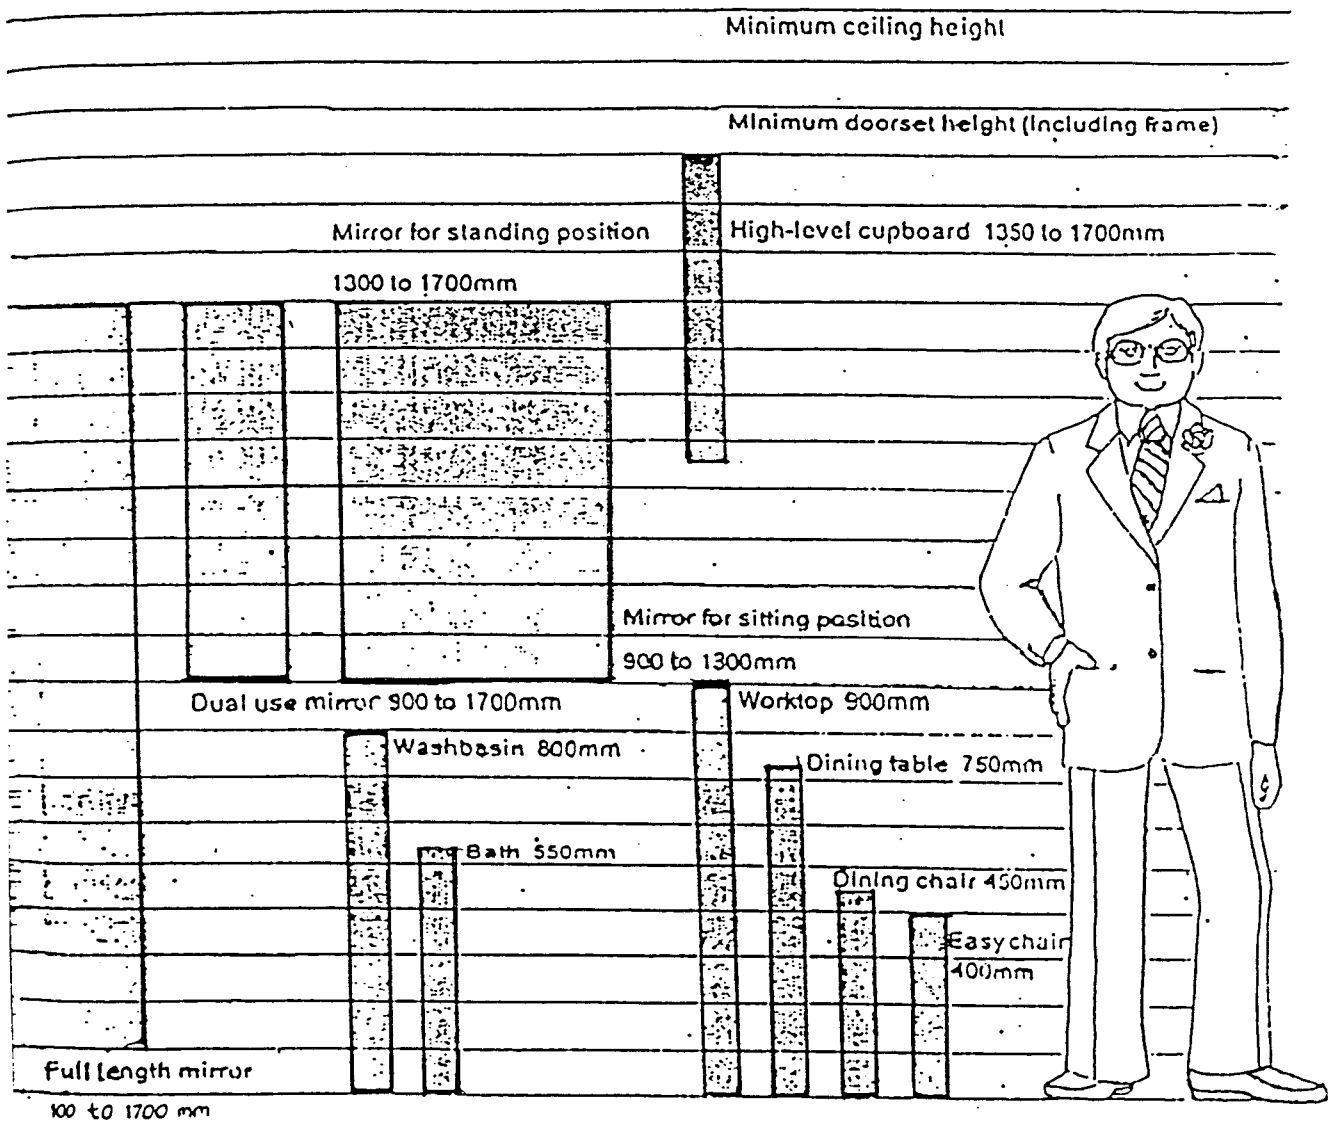 Minimum ceiling height
Minimum doorset height (including frame)
Mirror for standing position
High-level cupboard 1350 to 1700mm
1300 to 1700mm
Mirror for sitting position
900 to 1300mm
Dual use mirror 900 to 1700mm
Worktop 900mm
Washbasin 800mm
Dining table 750mm
Bath 550mm
Dining chair 450mm
Easy chair
400mm
Full length mirror
100 to 1700 mm